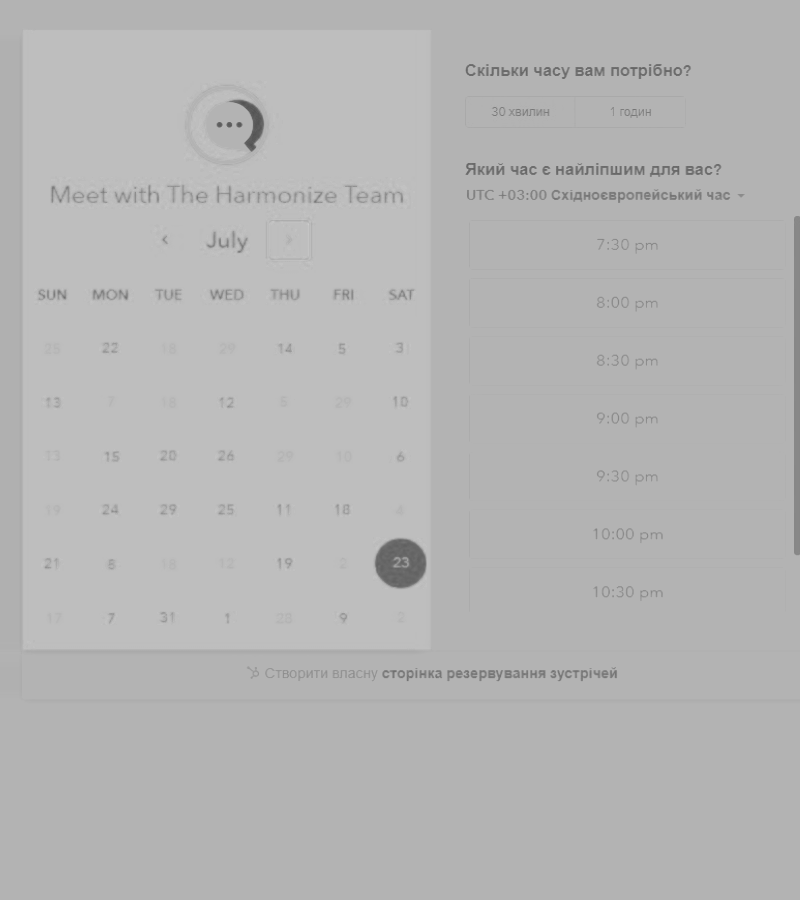 Meet with The Harmonize Team
July
SUN MON TUE WED THU FRI SAT
25 22 18 29 14 5 3
13 7 16 12 5 29 10
13 15 20 26 29 10 6
19 24 29 25 11 18 4
21 8 18 12 19 2 23
17 7 31 1 28 9 2
Скільки часу вам потрібно?
30 хвилин 1 годин
Який час є найліпшим для вас?
UTC +03:00 Східноєвропейський час
7:30 pm
8:00 pm
8:30 pm
9:00 pm
9:30 pm
10:00 pm
10:30 pm
Створити власну сторінка резервування зустрічей